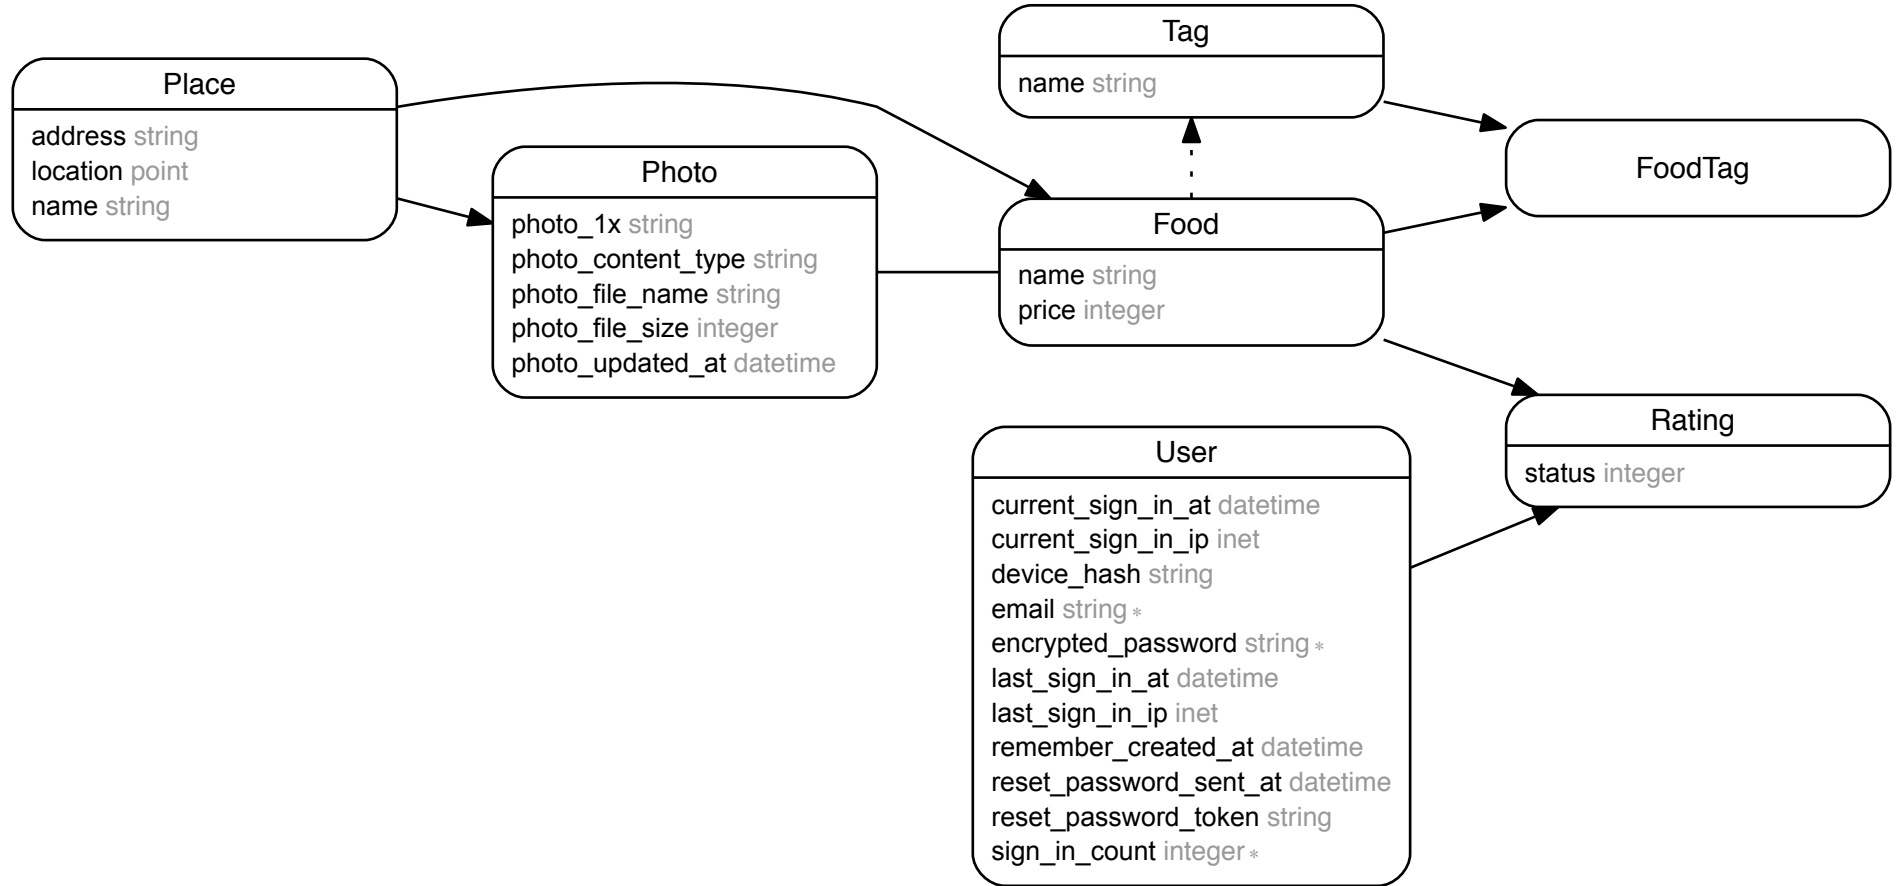 Place
address string
location point
name string
Photo
photo_1x string
photo_content_type string
photo_file_name string
photo_file_size integer
photo_updated_at datetime
Tag
name string
Food
name string
price integer
FoodTag
User
current_sign_in_at datetime
current_sign_in_ip inet
device_hash string
email string *
encrypted_password string *
last_sign_in_at datetime
last_sign_in_ip inet
remember_created_at datetime
reset_password_sent_at datetime
reset_password_token string
sign_in_count integer *
Rating
status integer